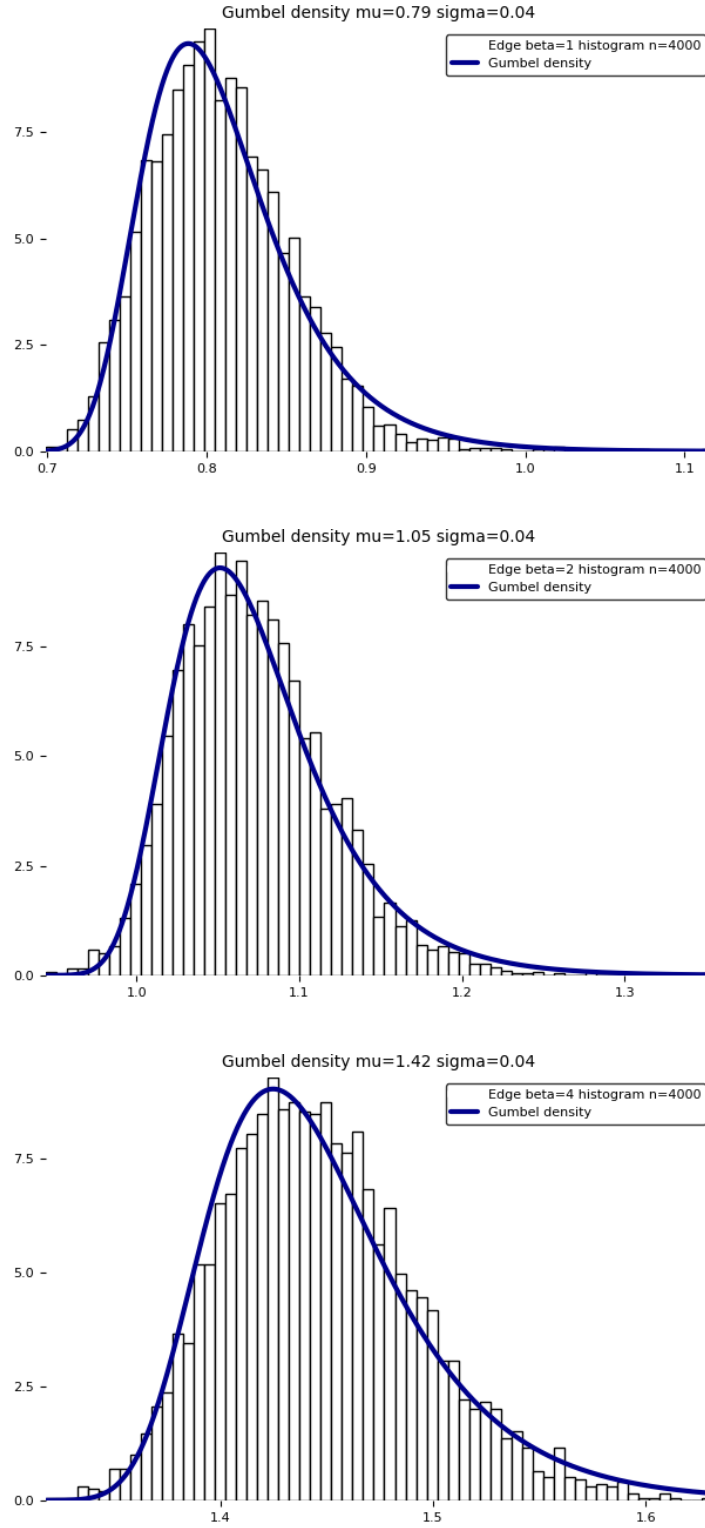 Gumbel density mu=0.79 sigma=0.04
Edge beta=1 histogram n=4000
Gumbel density
7.5
5.0
2.5
0.0
0.7 0.8 0.9 1.0 1.1
Gumbel density mu=1.05 sigma=0.04
Edge beta=2 histogram n=4000
Gumbel density
7.5
5.0
2.5
0.0
1.0 1.1 1.2 1.3
Gumbel density mu=1.42 sigma=0.04
Edge beta=4 histogram n=4000
Gumbel density
7.5
5.0
2.5
0.0
1.4 1.5 1.6